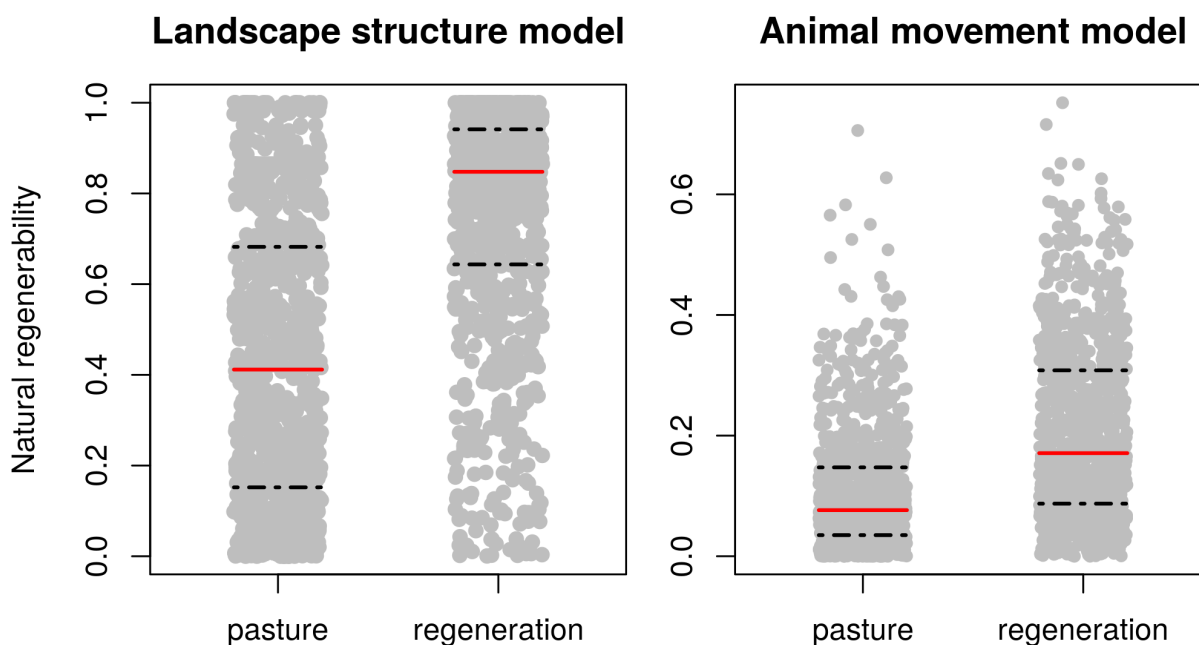 Landscape structure model
Animal movement model
Natural regenerability
1.0
0.8
0.6
0.4
0.2
0.0
0.6
0.4
0.2
0.0
pasture
regeneration
pasture
regeneration